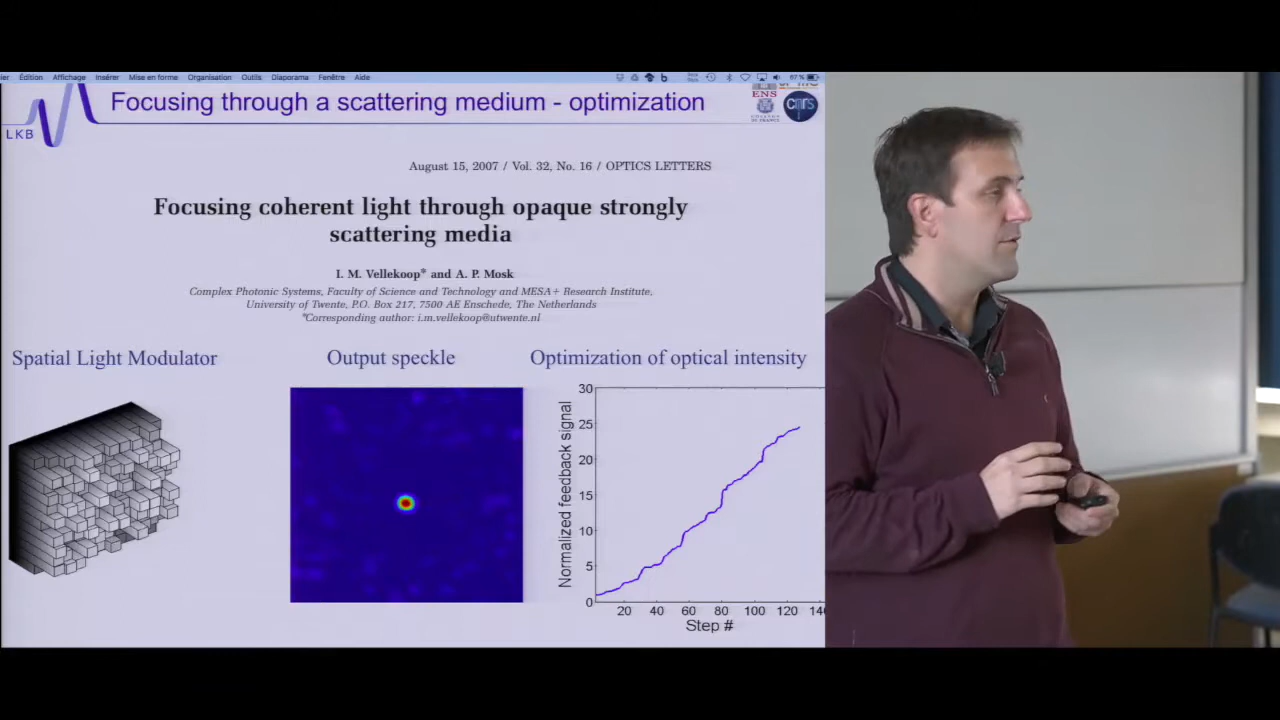 ier Édition Affichage Insérer Mise en forme Organisation Outils Diaporama Fenêtre Aide 67 %
Focusing through a scattering medium - optimization
LKB
ENS
cnrs
August 15, 2007 / Vol. 32, No. 16 / OPTICS LETTERS
Focusing coherent light through opaque strongly
scattering media
I. M. Vellekoop* and A. P. Mosk
Complex Photonic Systems, Faculty of Science and Technology and MESA+ Research Institute,
University of Twente, P.O. Box 217, 7500 AE Enschede, The Netherlands
*Corresponding author: i.m.vellekoop@utwente.nl
Spatial Light Modulator
Output speckle
Optimization of optical intensity
Normalized feedback signal
30
25
20
15
10
5
0
20 40 60 80 100 120 140
Step #